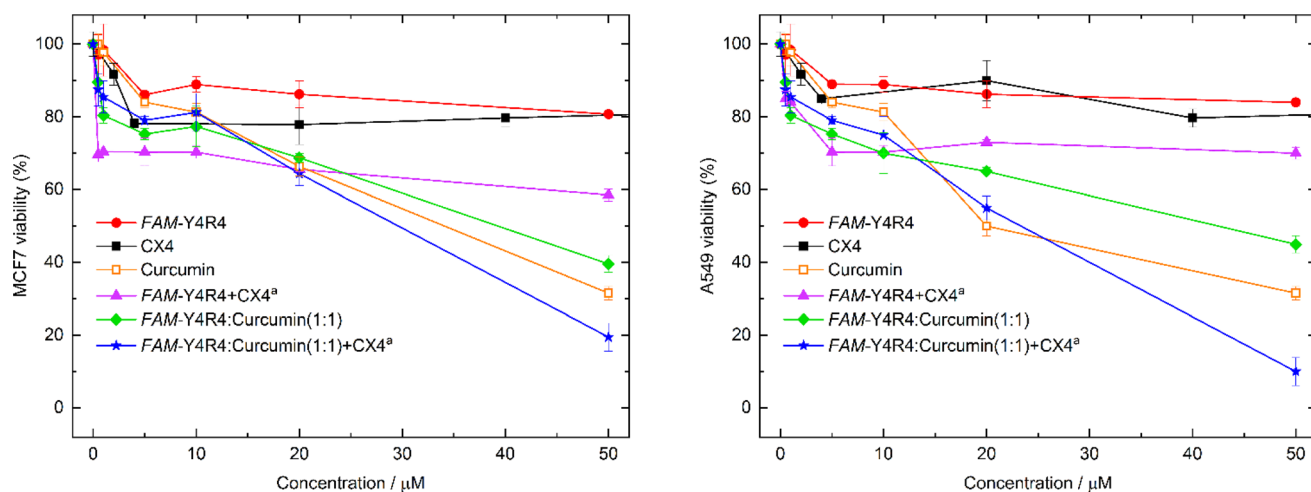 MCF7 viability (%)
100
80
60
40
20
0
FAM-Y4R4
CX4
Curcumin
FAM-Y4R4+CX4ᵃ
FAM-Y4R4:Curcumin(1:1)
FAM-Y4R4:Curcumin(1:1)+CX4ᵃ
0 10 20 30 40 50
Concentration / μM
A549 viability (%)
100
80
60
40
20
0
FAM-Y4R4
CX4
Curcumin
FAM-Y4R4+CX4ᵃ
FAM-Y4R4:Curcumin(1:1)
FAM-Y4R4:Curcumin(1:1)+CX4ᵃ
0 10 20 30 40 50
Concentration / μM